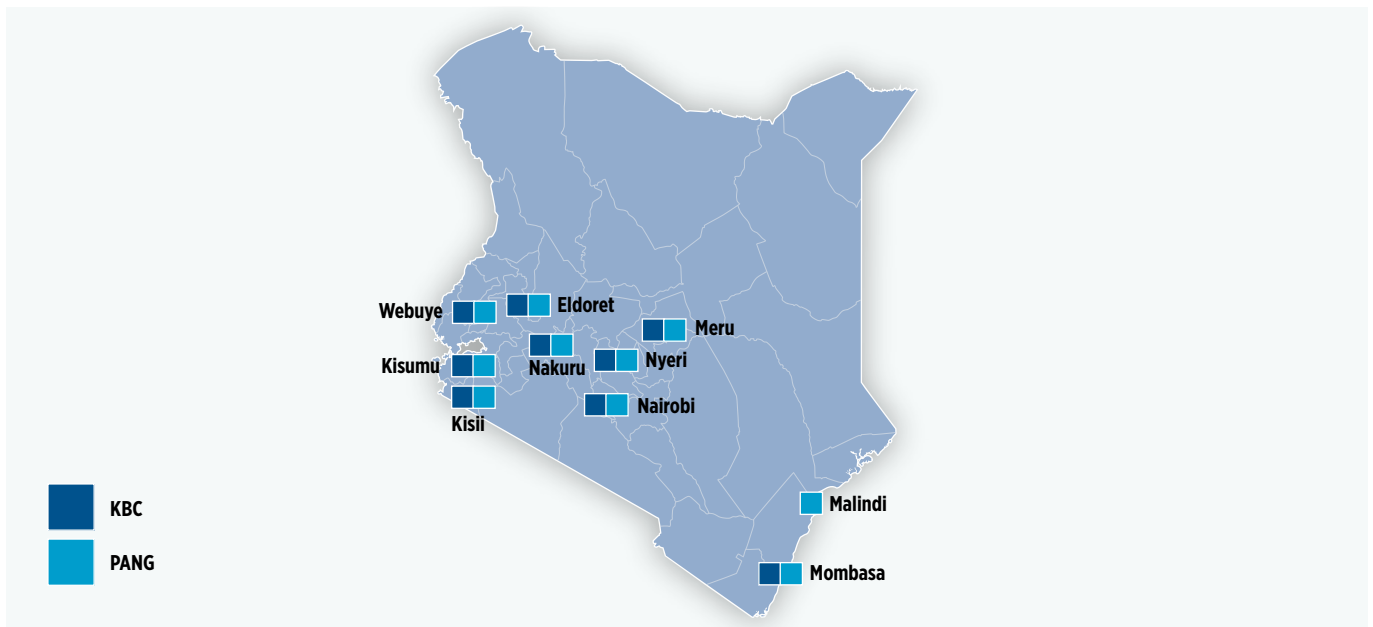 Webuye
Eldoret
Meru
Kisumu
Nakuru
Nyeri
Kisii
Nairobi
Malindi
Mombasa
KBC
PANG